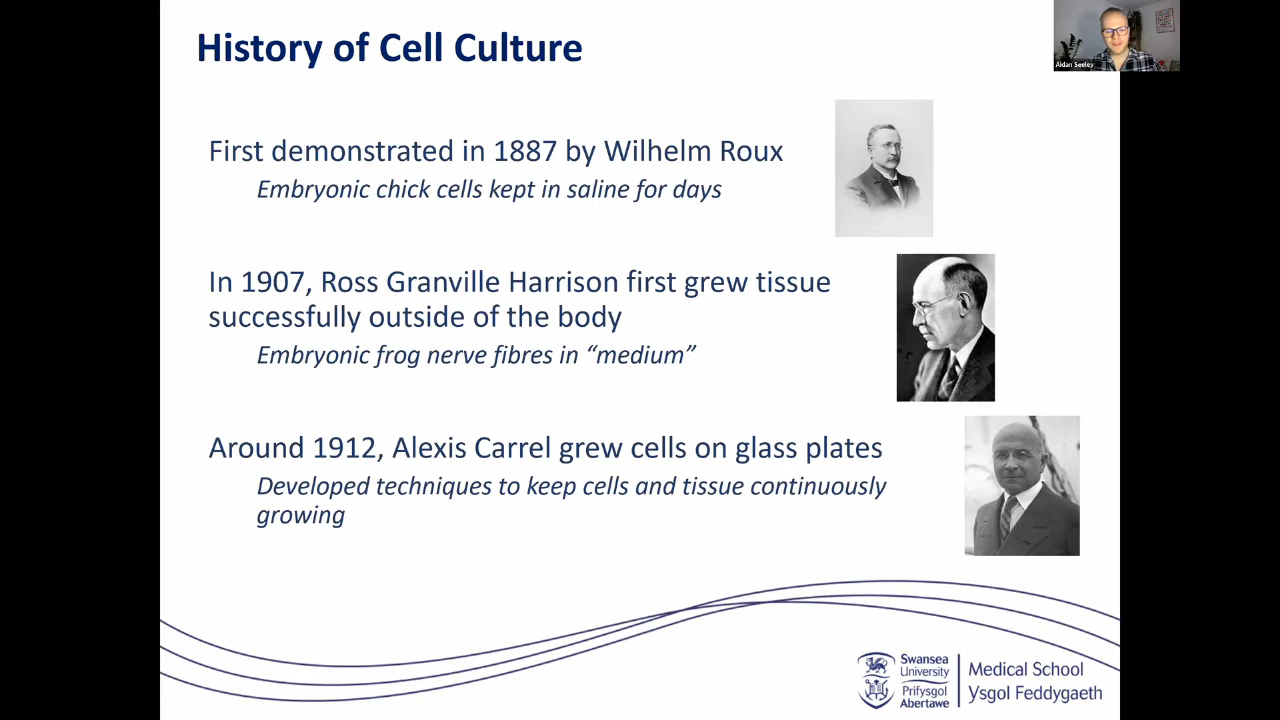 History of Cell Culture
Aidan Seeley
First demonstrated in 1887 by Wilhelm Roux
Embryonic chick cells kept in saline for days
In 1907, Ross Granville Harrison first grew tissue
successfully outside of the body
Embryonic frog nerve fibres in “medium”
Around 1912, Alexis Carrel grew cells on glass plates
Developed techniques to keep cells and tissue continuously
growing
Swansea
University
Prifysgol
Abertawe
Medical School
Ysgol Feddygaeth